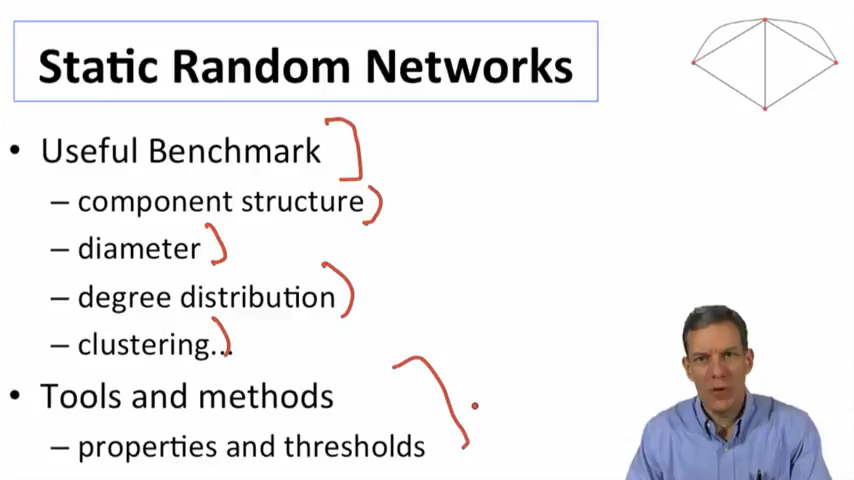 Static Random Networks
• Useful Benchmark
– component structure
– diameter
– degree distribution
– clustering...
• Tools and methods
– properties and thresholds